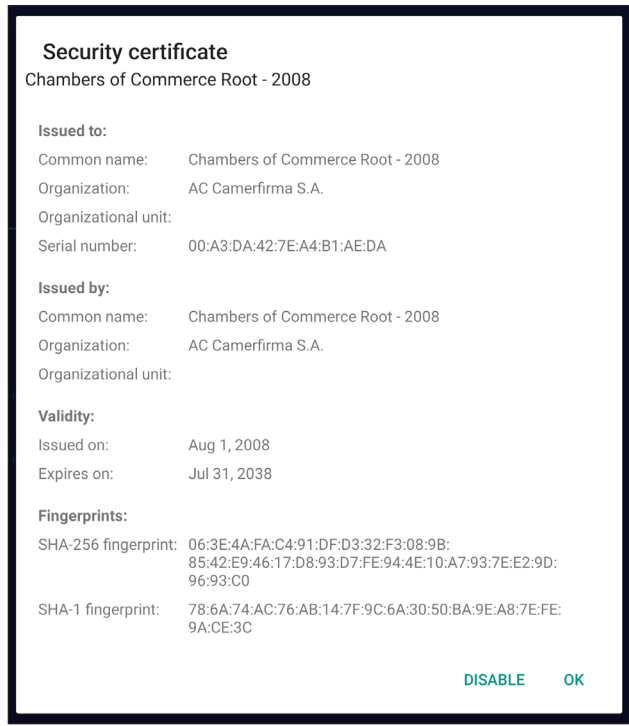 Security certificate
Chambers of Commerce Root - 2008
Issued to:
Common name: Chambers of Commerce Root - 2008
Organization: AC Camerfirma S.A.
Organizational unit:
Serial number: 00:A3:DA:42:7E:A4:B1:AE:DA
Issued by:
Common name: Chambers of Commerce Root - 2008
Organization: AC Camerfirma S.A.
Organizational unit:
Validity:
Issued on: Aug 1, 2008
Expires on: Jul 31, 2038
Fingerprints:
SHA-256 fingerprint: 06:3E:4A:FA:C4:91:DF:D3:32:F3:08:9B:
85:42:E9:46:17:D8:93:D7:FE:94:4E:10:A7:93:7E:E2:9D:
96:93:C0
SHA-1 fingerprint: 78:6A:74:AC:76:AB:14:7F:9C:6A:30:50:BA:9E:A8:7E:FE:
9A:CE:3C
DISABLE OK